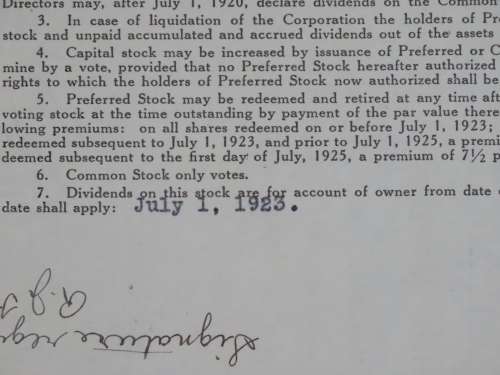 Directors may, after July 1, 1920, declare dividends on the Common
3. In case of liquidation of the Corporation the holders of Pr
stock and unpaid accumulated and accrued dividends out of the assets
4. Capital stock may be increased by issuance of Preferred or C
mine by a vote, provided that no Preferred Stock hereafter authorized
rights to which the holders of Preferred Stock now authorized shall be
5. Preferred Stock may be redeemed and retired at any time aft
voting stock at the time outstanding by payment of the par value there
lowing premiums: on all shares redeemed on or before July 1, 1923;
redeemed subsequent to July 1, 1923, and prior to July 1, 1925, a premi
deemed subsequent to the first day of July, 1925, a premium of 7½ p
6. Common Stock only votes.
7. Dividends on this stock are for account of owner from date
date shall apply: July 1, 1923.
Signature reg